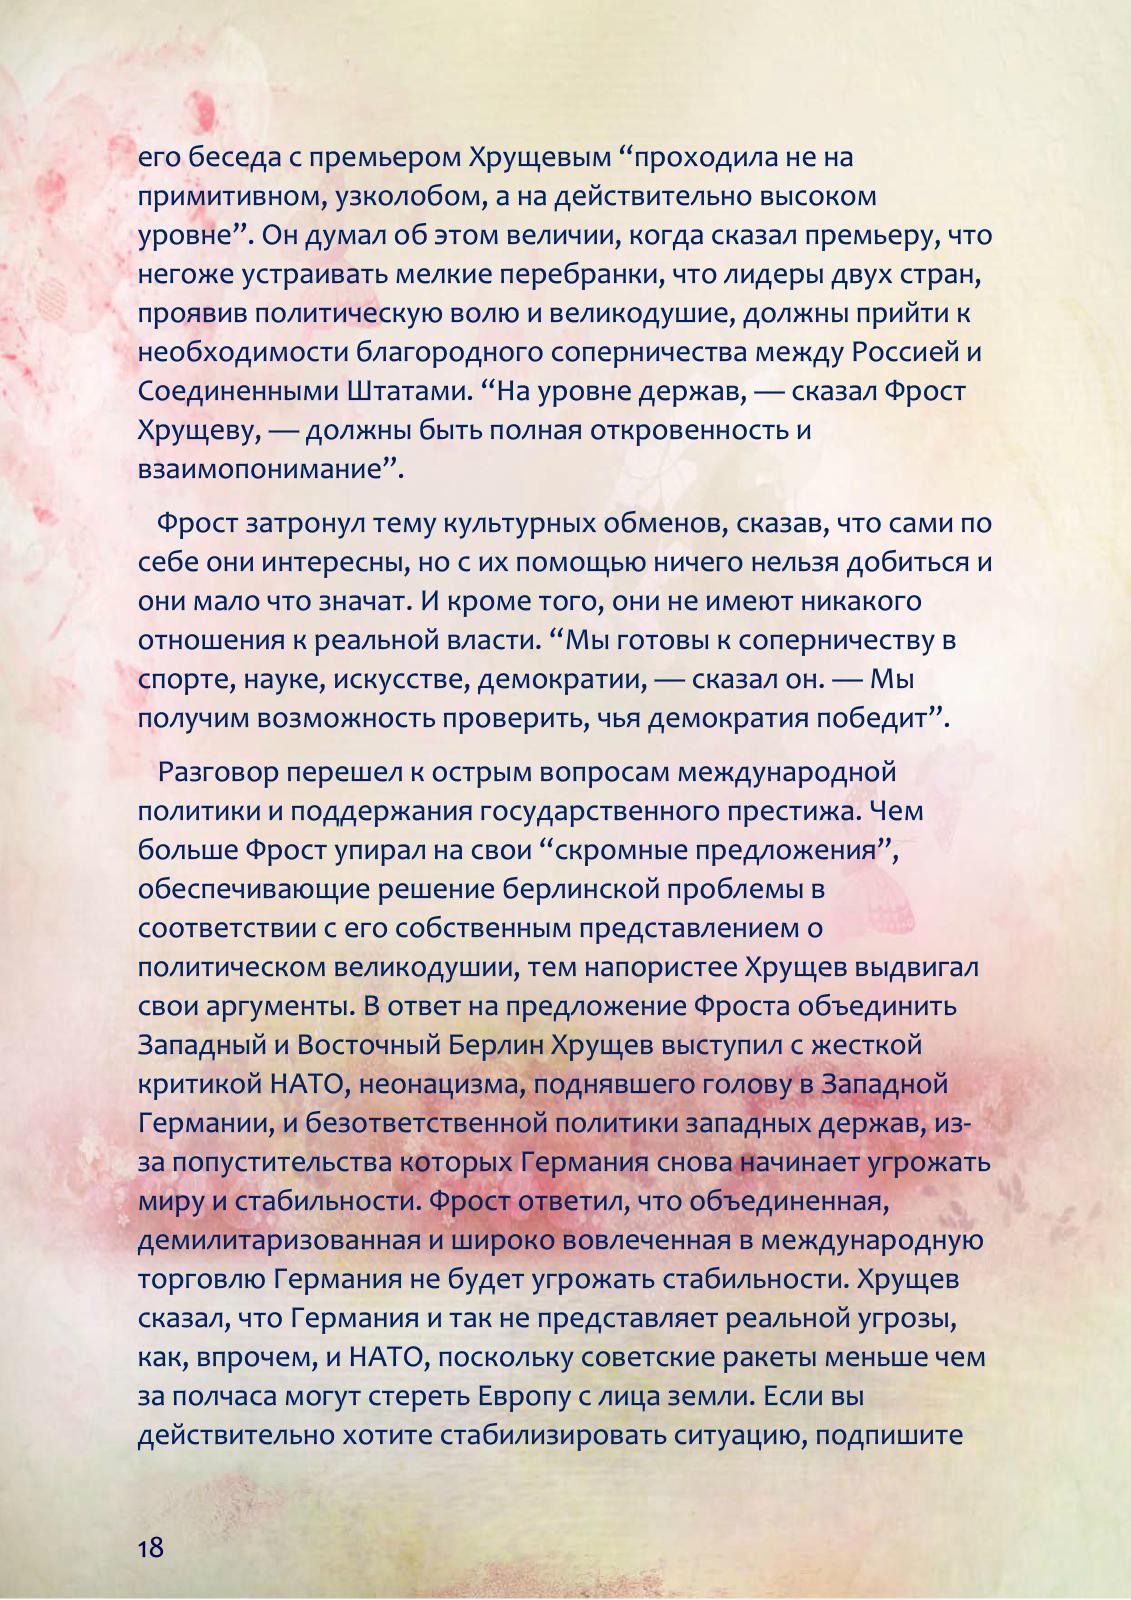 его беседа с премьером Хрущевым “проходила не на
примитивном, узколобом, а на действительно высоком
уровне”. Он думал об этом величии, когда сказал премьеру, что
негоже устраивать мелкие перебранки, что лидеры двух стран,
проявив политическую волю и великодушие, должны прийти к
необходимости благородного соперничества между Россией и
Соединенными Штатами. “На уровне держав, — сказал Фрост
Хрущеву, — должны быть полная откровенность и
взаимопонимание”.
Фрост затронул тему культурных обменов, сказав, что сами по
себе они интересны, но с их помощью ничего нельзя добиться и
они мало что значат. И кроме того, они не имеют никакого
отношения к реальной власти. “Мы готовы к соперничеству в
спорте, науке, искусстве, демократии, — сказал он. — Мы
получим возможность проверить, чья демократия победит”.
Разговор перешел к острым вопросам международной
политики и поддержания государственного престижа. Чем
больше Фрост упирал на свои “скромные предложения”,
обеспечивающие решение берлинской проблемы в
соответствии с его собственным представлением о
политическом великодушии, тем напористее Хрущев выдвигал
свои аргументы. В ответ на предложение Фроста объединить
Западный и Восточный Берлин Хрущев выступил с жесткой
критикой НАТО, неонацизма, поднявшего голову в Западной
Германии, и безответственной политики западных держав, из-
за попустительства которых Германия снова начинает угрожать
миру и стабильности. Фрост ответил, что объединенная,
демилитаризованная и широко вовлеченная в международную
торговлю Германия не будет угрожать стабильности. Хрущев
сказал, что Германия и так не представляет реальной угрозы,
как, впрочем, и НАТО, поскольку советские ракеты меньше чем
за полчаса могут стереть Европу с лица земли. Если вы
действительно хотите стабилизировать ситуацию, подпишите
18